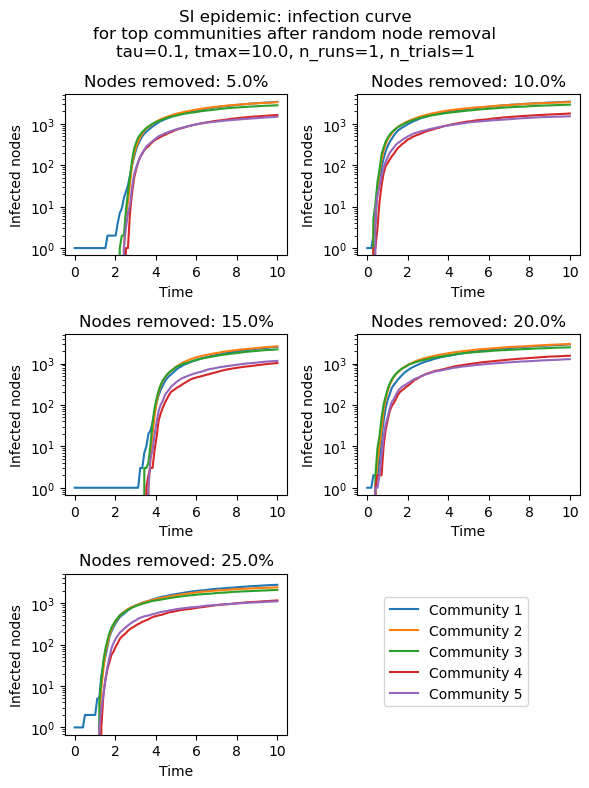 SI epidemic: infection curve
for top communities after random node removal
tau=0.1, tmax=10.0, n_runs=1, n_trials=1
Nodes removed: 5.0%
Infected nodes
10³
10²
10¹
10⁰
0 2 4 6 8 10
Time
Nodes removed: 10.0%
Infected nodes
10³
10²
10¹
10⁰
0 2 4 6 8 10
Time
Nodes removed: 15.0%
Infected nodes
10³
10²
10¹
10⁰
0 2 4 6 8 10
Time
Nodes removed: 20.0%
Infected nodes
10³
10²
10¹
10⁰
0 2 4 6 8 10
Time
Nodes removed: 25.0%
Infected nodes
10³
10²
10¹
10⁰
0 2 4 6 8 10
Time
Community 1
Community 2
Community 3
Community 4
Community 5